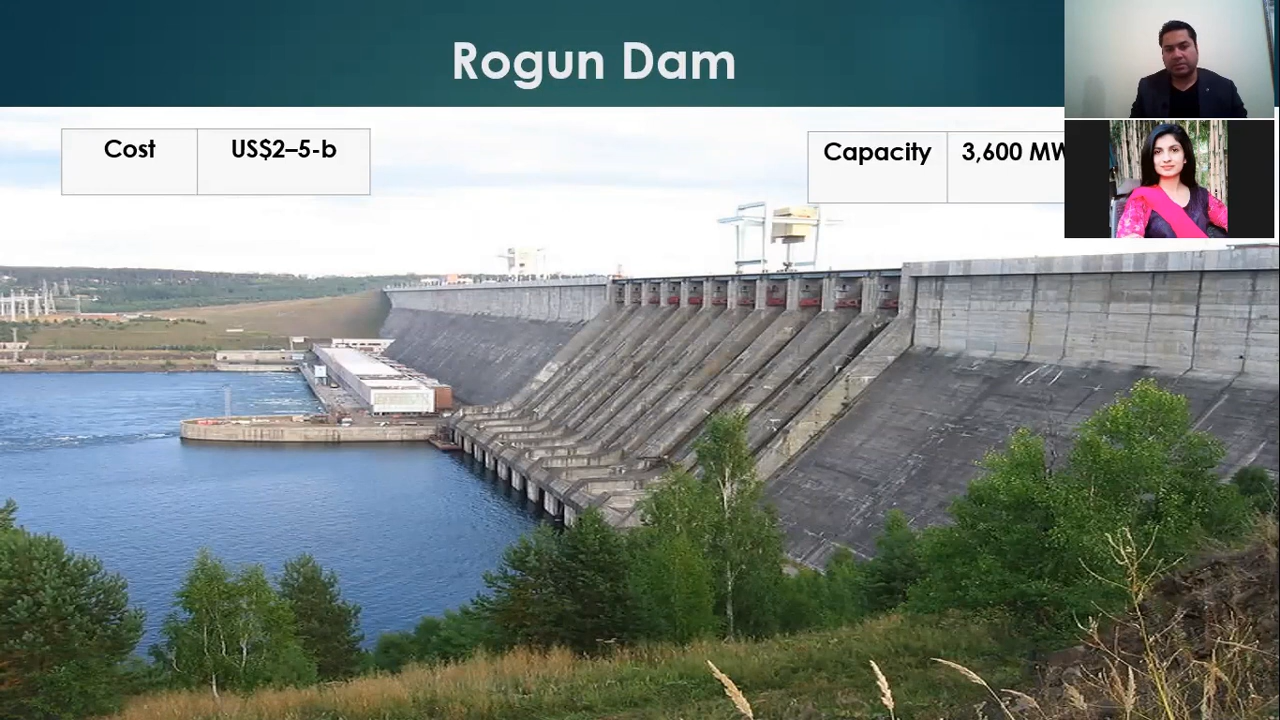 Rogun Dam
Cost US$2–5-b
Capacity 3,600 MW